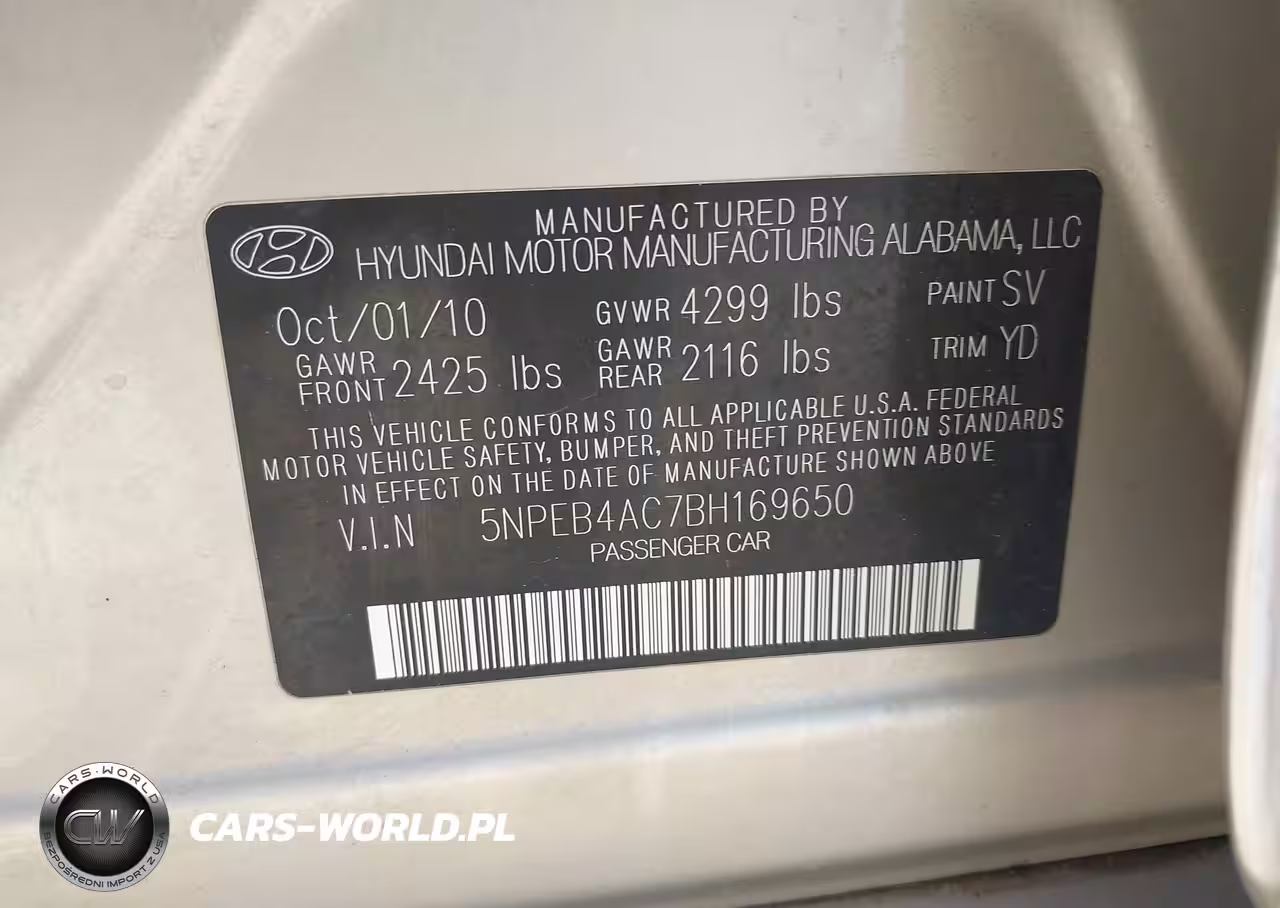 MANUFACTURED BY
HYUNDAI MOTOR MANUFACTURING ALABAMA, LLC
Oct/01/10 GVWR 4299 lbs PAINT SV
GAWR FRONT 2425 lbs GAWR REAR 2116 lbs TRIM YD
THIS VEHICLE CONFORMS TO ALL APPLICABLE U.S.A. FEDERAL
MOTOR VEHICLE SAFETY, BUMPER, AND THEFT PREVENTION STANDARDS
IN EFFECT ON THE DATE OF MANUFACTURE SHOWN ABOVE
V.I.N 5NPEB4AC7BH169650
PASSENGER CAR
CARS-WORLD
CW
BEZPOŚREDNI IMPORT Z USA
CARS-WORLD.PL